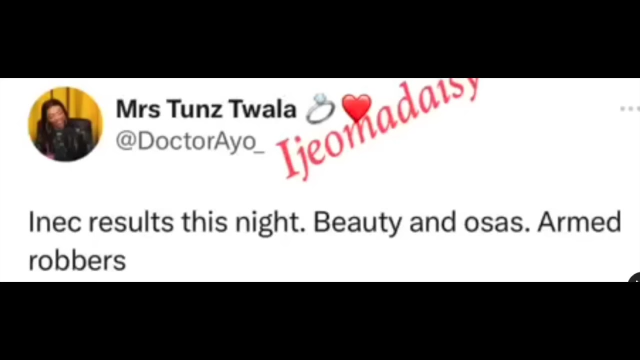 Mrs Tunz Twala 💍❤️
@DoctorAyo_
Ijeomadaisy
Inec results this night. Beauty and osas. Armed
robbers